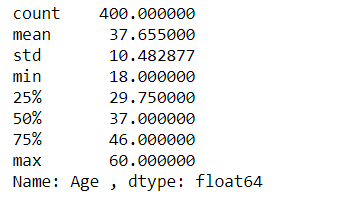 count    400.000000
mean      37.655000
std       10.482877
min       18.000000
25%       29.750000
50%       37.000000
75%       46.000000
max       60.000000
Name: Age , dtype: float64